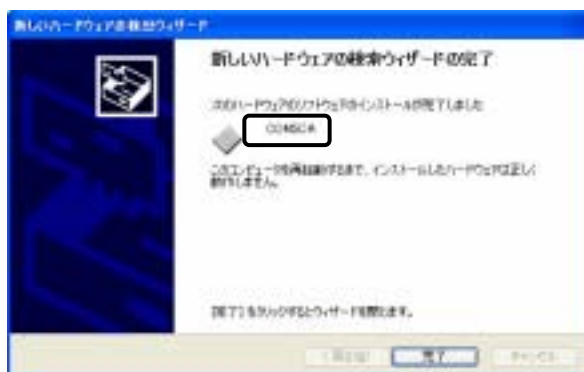 新しいハードウェアの検出ウィザード
新しいハードウェアの検索ウィザードの完了
次のハードウェアのソフトウェアのインストールが完了しました
このコンピュータを再起動するまで、インストールしたハードウェアは正しく
動作しません。
[完了] をクリックするとウィザードを閉じます。
< 戻る(B)
完了
キャンセル